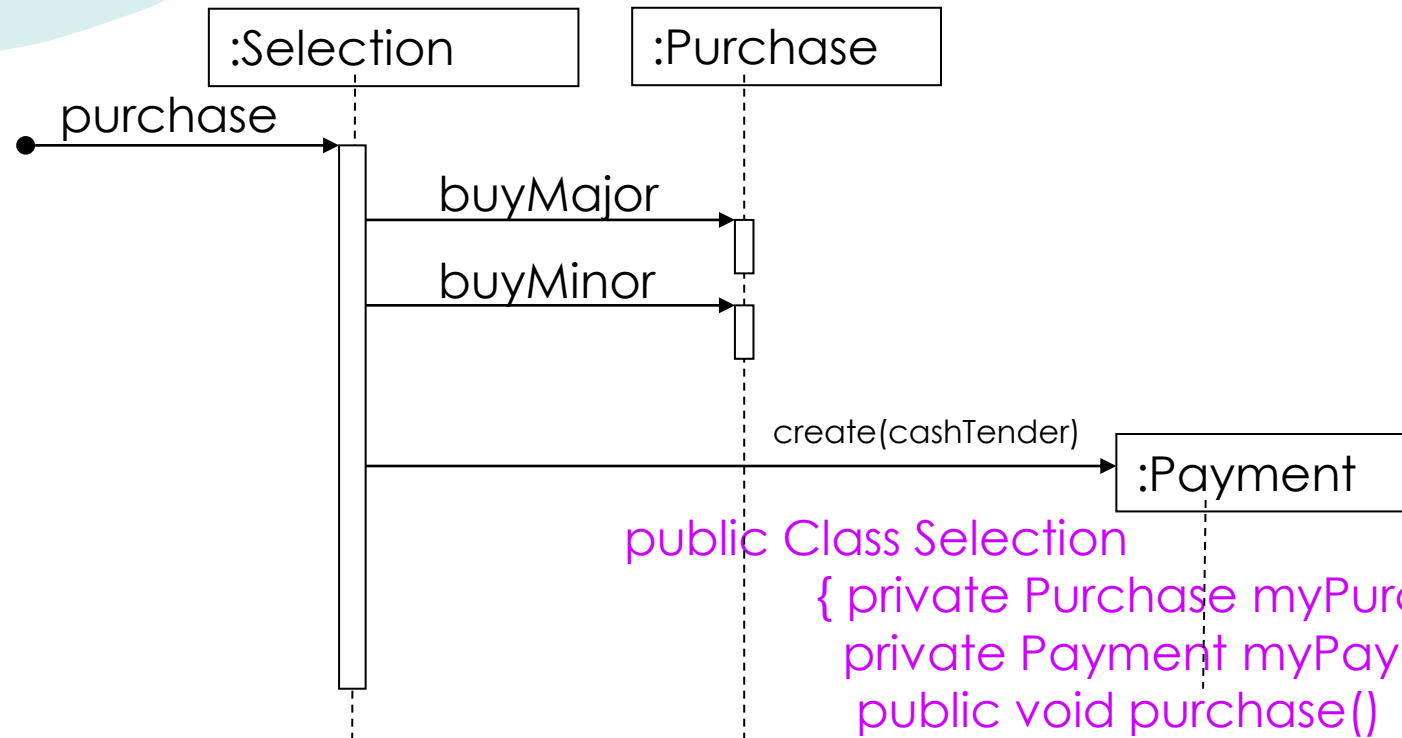 :Selection
:Purchase
purchase
buyMajor
buyMinor
create(cashTender)
:Payment
public Class Selection
{ private Purchase
private Payment
public void purchase()